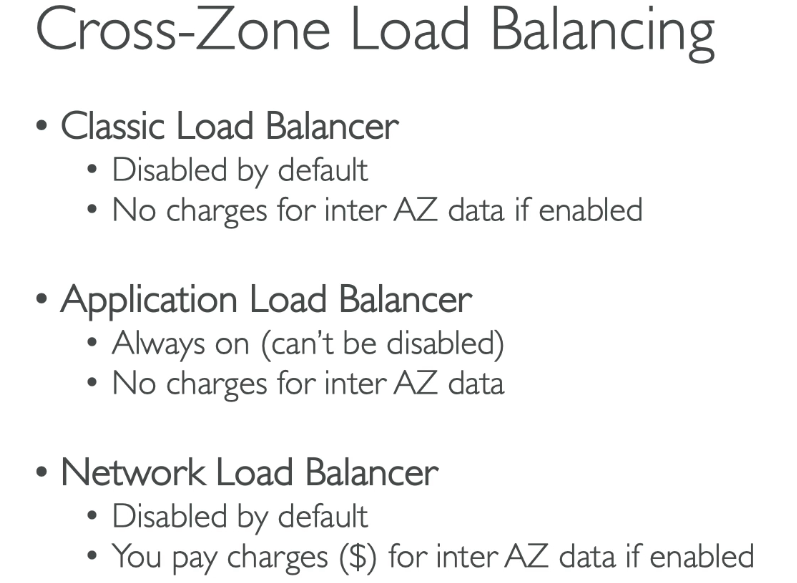 Cross-Zone Load Balancing
• Classic Load Balancer
• Disabled by default
• No charges for inter AZ data if enabled
• Application Load Balancer
• Always on (can't be disabled)
• No charges for inter AZ data
• Network Load Balancer
• Disabled by default
• You pay charges ($) for inter AZ data if enabled